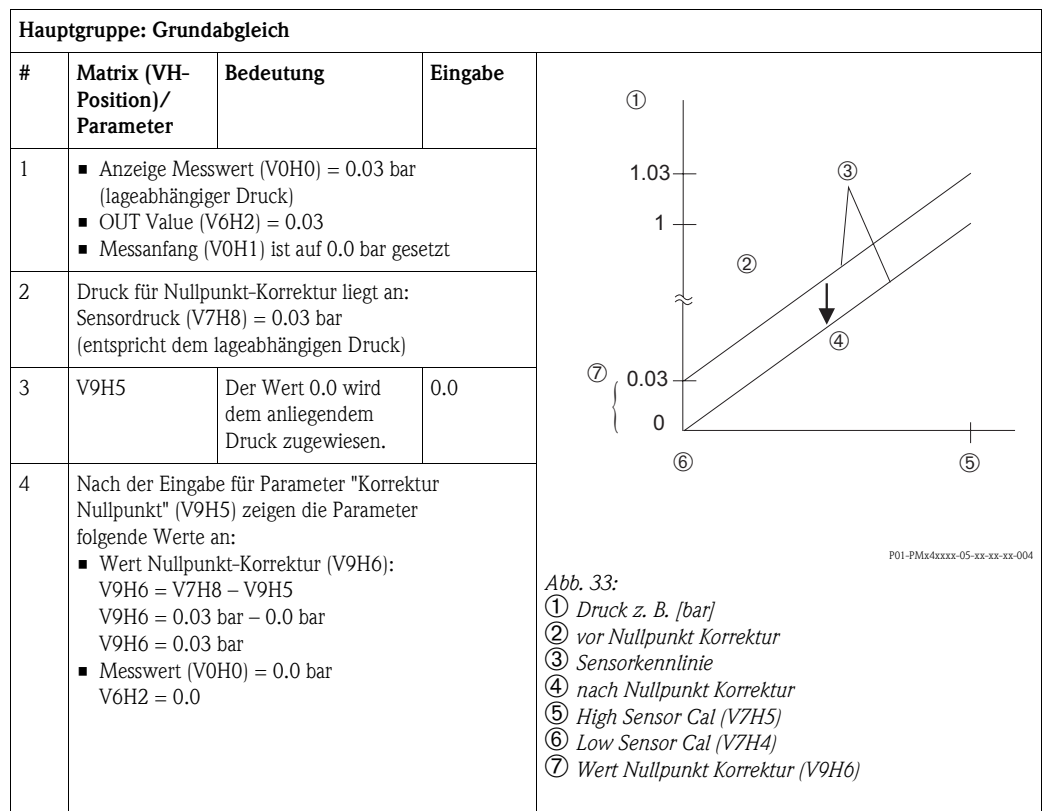 Hauptgruppe: Grundabgleich
# Matrix (VH- Bedeutung Eingabe
Position)/
Parameter
1 ■ Anzeige Messwert (V0H0) = 0.03 bar
(lageabhängiger Druck)
■ OUT Value (V6H2) = 0.03
■ Messanfang (V0H1) ist auf 0.0 bar gesetzt
2 Druck für Nullpunkt-Korrektur liegt an:
Sensordruck (V7H8) = 0.03 bar
(entspricht dem lageabhängigen Druck)
3 V9H5 Der Wert 0.0 wird 0.0
dem anliegendem
Druck zugewiesen.
4 Nach der Eingabe für Parameter "Korrektur
Nullpunkt" (V9H5) zeigen die Parameter
folgende Werte an:
■ Wert Nullpunkt-Korrektur (V9H6):
V9H6 = V7H8 – V9H5
V9H6 = 0.03 bar – 0.0 bar
V9H6 = 0.03 bar
■ Messwert (V0H0) = 0.0 bar
V6H2 = 0.0
①
1.03
③
1
②
④
⑦ 0.03
0
⑥ ⑤
P01-PMx4xxxx-05-xx-xx-xx-004
Abb. 33:
① Druck z. B. [bar]
② vor Nullpunkt Korrektur
③ Sensorkennlinie
④ nach Nullpunkt Korrektur
⑤ High Sensor Cal (V7H5)
⑥ Low Sensor Cal (V7H4)
⑦ Wert Nullpunkt Korrektur (V9H6)